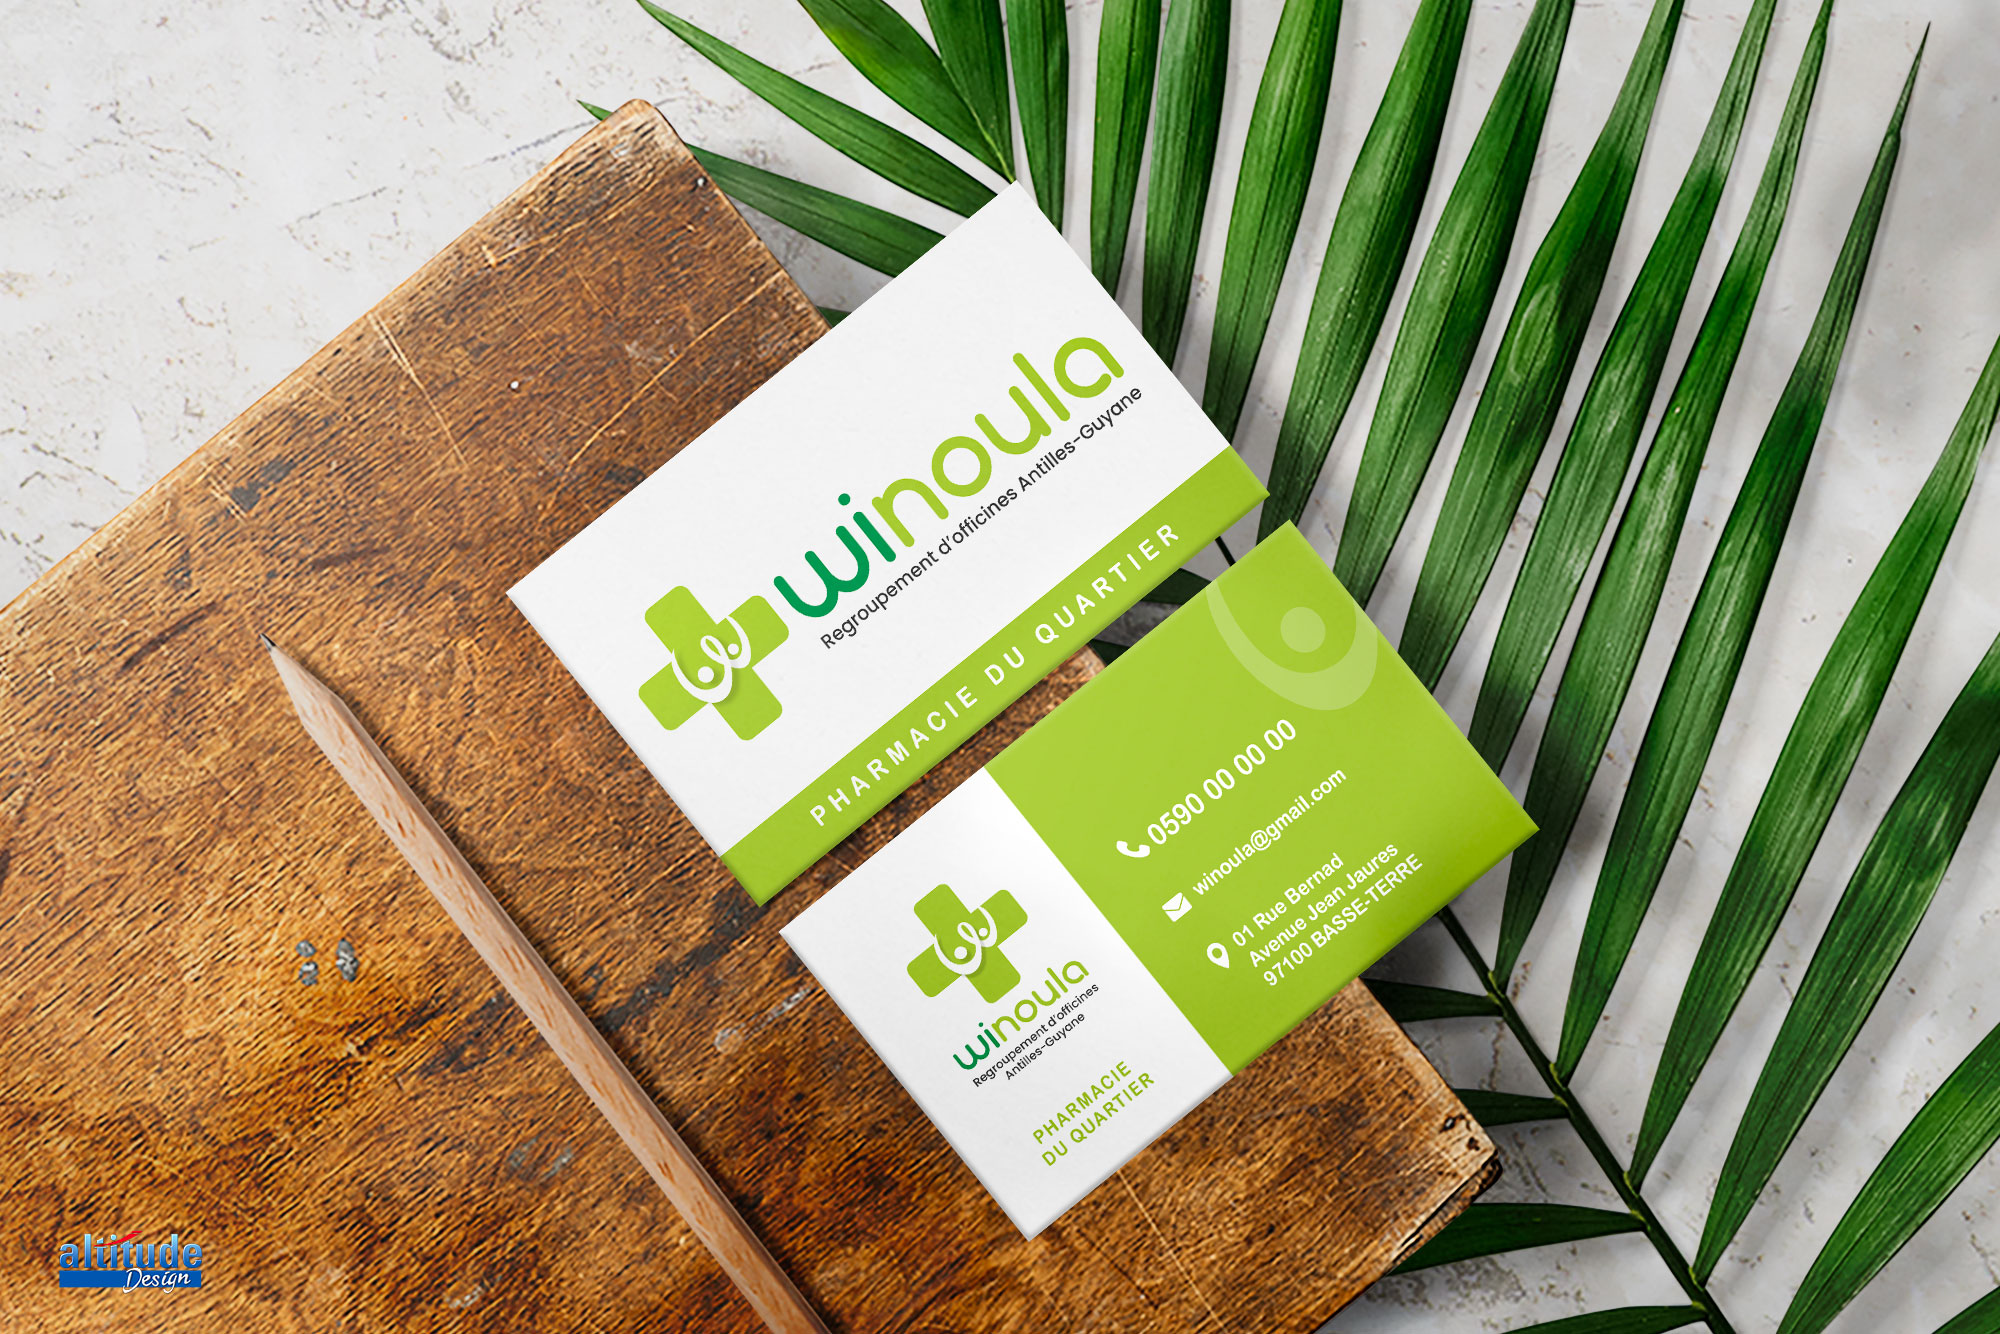 winoula
Regroupement d'officines Antilles-Guyane
PHARMACIE DU QUARTIER
winoula
Regroupement d'officines
Antilles-Guyane
PHARMACIE
DU QUARTIER
0590 00 00 00
winoula@gmail.com
01 Rue Bernad
Avenue Jean Jaures
97100 BASSE-TERRE
altitude
Design